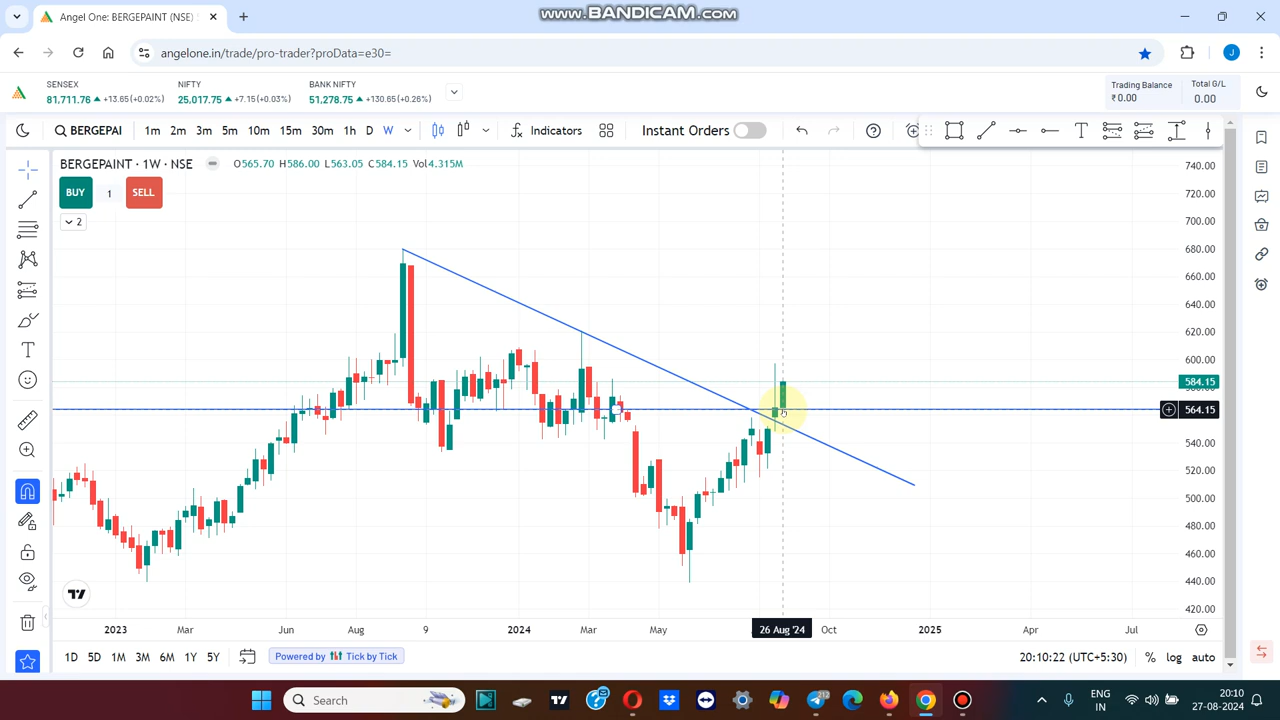 www.BANDICAM.com
Angel One: BERGEPAINT (NSE)
angelone.in/trade/pro-trader?proData=e30=
SENSEX
81,711.76 +13.65(+0.02%)
NIFTY
25,017.75 +7.15(+0.03%)
BANK NIFTY
51,278.75 +130.65(+0.26%)
Trading Balance
₹ 0.00
Total G/L
0.00
BERGEPAI 1m 2m 3m 5m 10m 15m 30m 1h D W Indicators Instant Orders
BERGEPAINT · 1W · NSE O565.70 H586.00 L563.05 C584.15 Vol4.315M
BUY 1 SELL
2
740.00
720.00
700.00
680.00
660.00
640.00
620.00
600.00
584.15
564.15
540.00
520.00
500.00
480.00
460.00
440.00
420.00
2023 Mar Jun Aug 9 2024 Mar May 26 Aug '24 Oct 2025 Apr Jul
1D 5D 1M 3M 6M 1Y 5Y Powered by Tick by Tick 20:10:22 (UTC+5:30) % log auto
Search
ENG
IN
20:10
27-08-2024